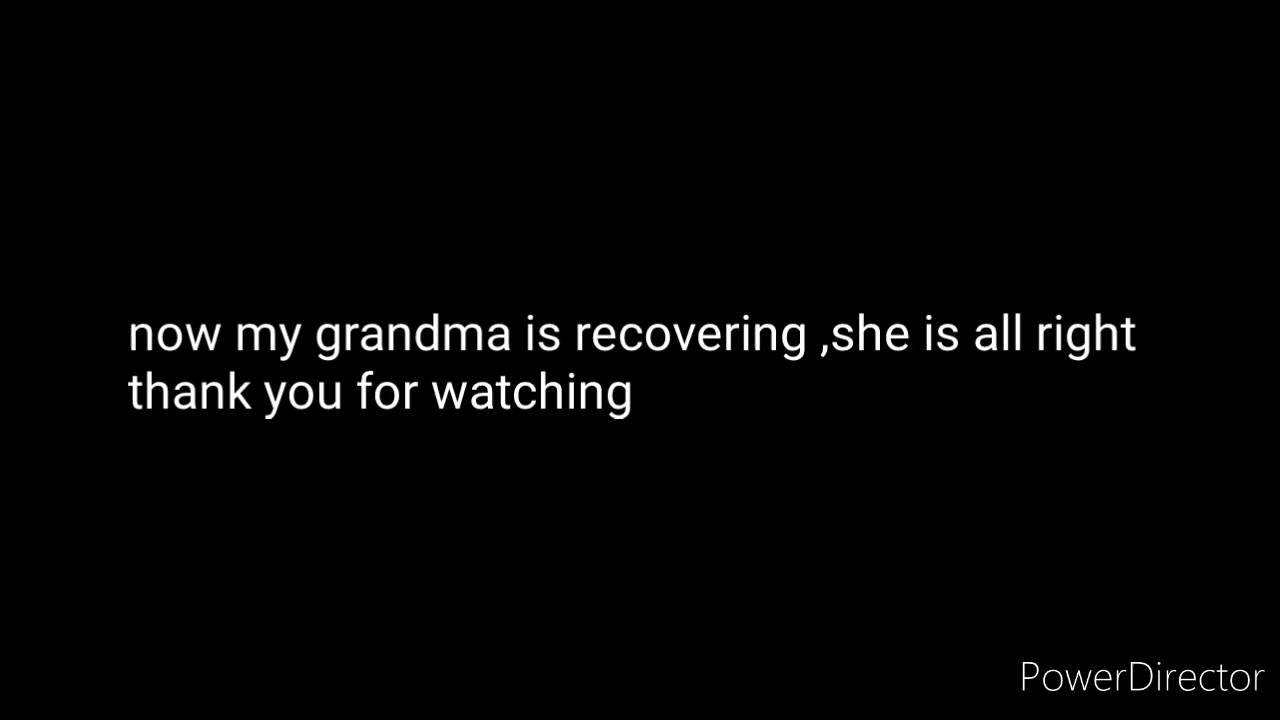 now my grandma is recovering ,she is all right
thank you for watching
PowerDirector